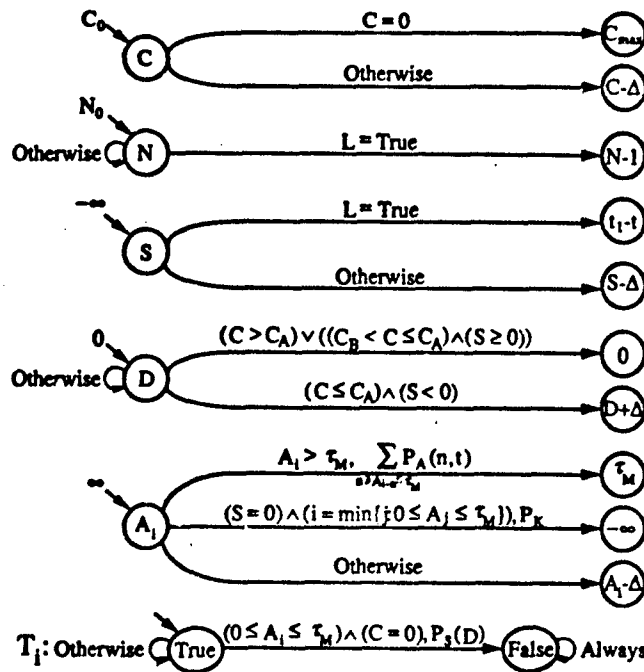 C₀
C = 0
C
C_max
Otherwise
C-Δ
N₀
Otherwise
N
L = True
N-1
-∞
L = True
S
t₁-t
Otherwise
S-Δ
0
(C > C_A) ∨ ((C_B < C ≤ C_A) ∧ (S ≥ 0))
0
Otherwise
D
(C ≤ C_A) ∧ (S < 0)
D+Δ
∞
A_i > τ_M, ∑ P_A(n,t)
τ_M
A_i
(S = 0) ∧ (i = min{j: 0 ≤ A_j ≤ τ_M}), P_K
-∞
Otherwise
A_i-Δ
T_i: Otherwise
True
(0 ≤ A_i ≤ τ_M) ∧ (C = 0), P_S(D)
False
Always